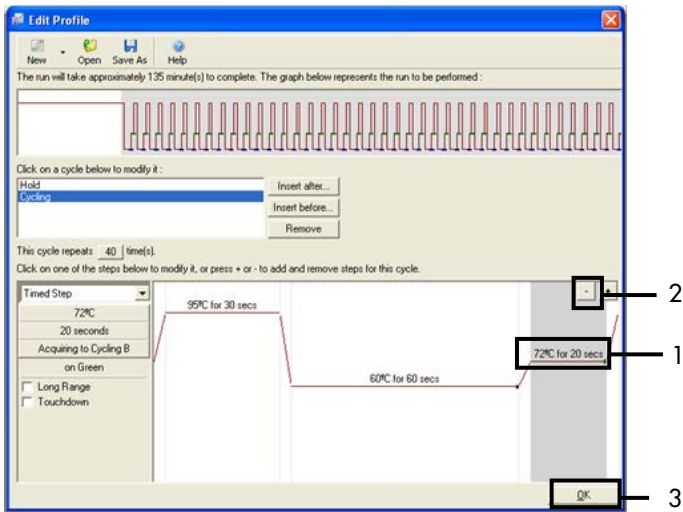 Edit Profile
New Open Save As Help
The run will take approximately 135 minute(s) to complete. The graph below represents the run to be performed :
Click on a cycle below to modify it :
Hold
Cycling
Insert after...
Insert before...
Remove
This cycle repeats 40 time(s).
Click on one of the steps below to modify it, or press + or - to add and remove steps for this cycle.
Timed Step
72ºC
20 seconds
Acquiring to Cycling B
on Green
Long Range
Touchdown
95ºC for 30 secs
60ºC for 60 secs
72ºC for 20 secs
- +
2
1
OK
3